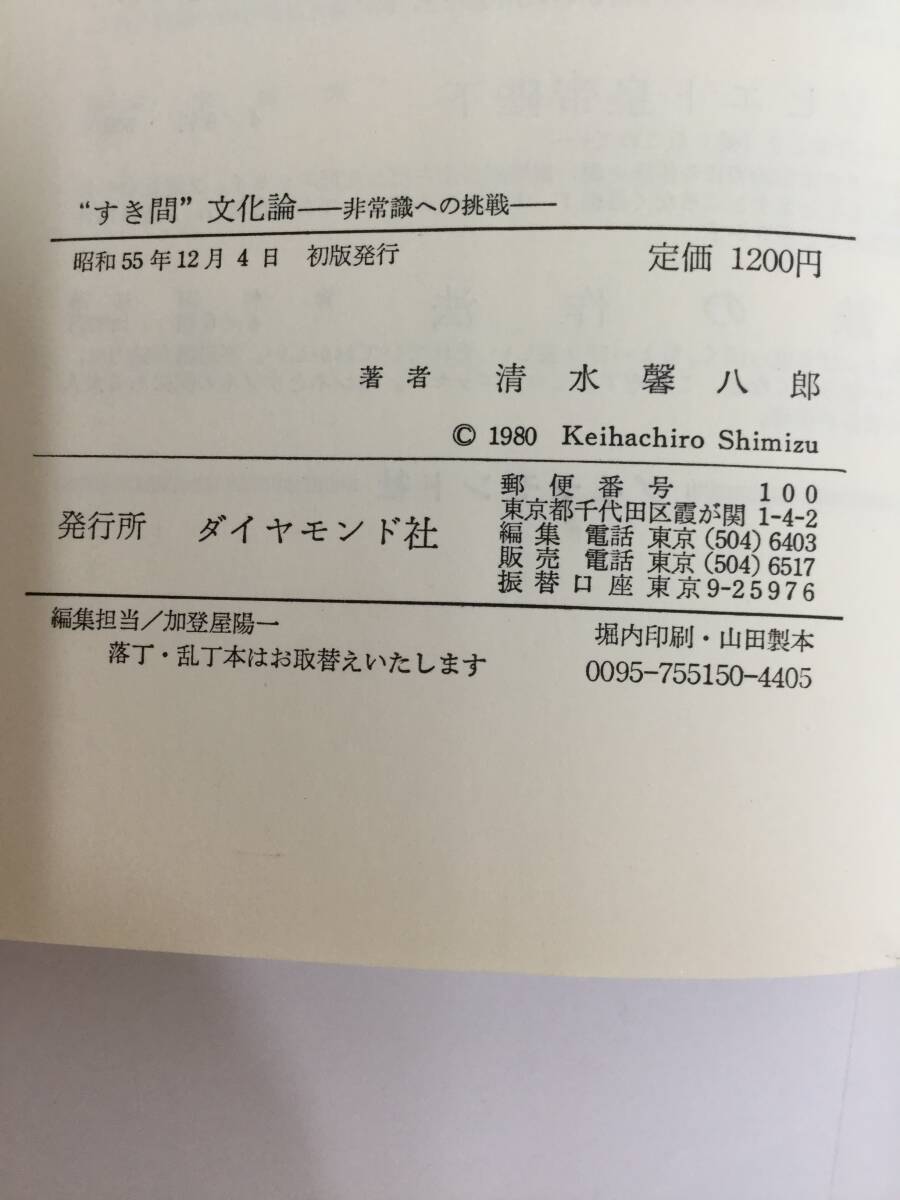 “すき間” 文化論――非常識への挑戦――
昭和55年12月4日　初版発行　定価 1200円
著者　清水馨八郎
© 1980 Keihachiro Shimizu
発行所　ダイヤモンド社
郵便番号 100
東京都千代田区霞が関 1-4-2
編集 電話 東京 (504) 6403
販売 電話 東京 (504) 6517
振替口座 東京 9-25976
編集担当/加登屋陽一
落丁・乱丁本はお取替えいたします
堀内印刷・山田製本
0095-755150-4405